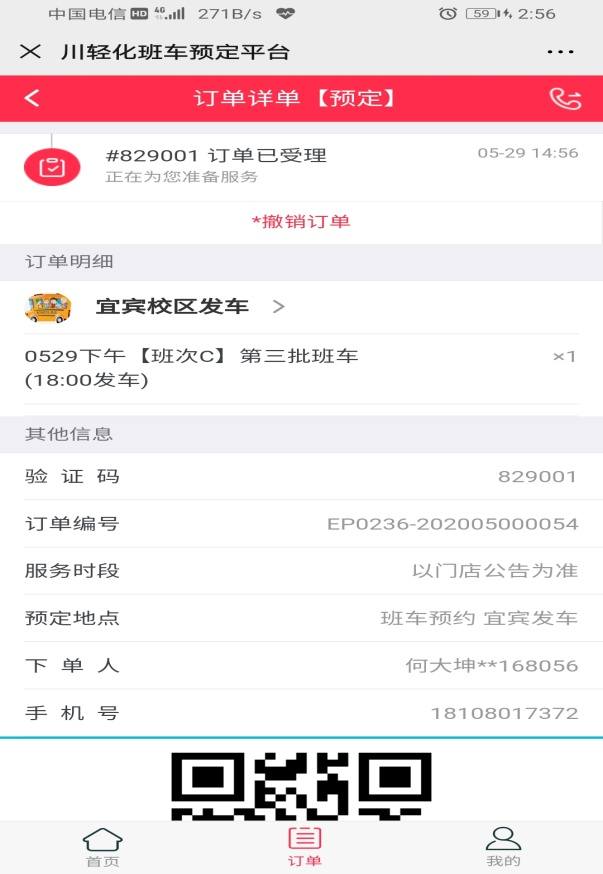 中国电信 HD 4G 271B/s 59 2:56
川轻化班车预定平台
订单详单【预定】
#829001 订单已受理 05-29 14:56
正在为您准备服务
*撤销订单
订单明细
宜宾校区发车
0529下午【班次C】第三批班车 ×1
(18:00发车)
其他信息
验 证 码 829001
订单编号 EP0236-202005000054
服务时段 以门店公告为准
预定地点 班车预约 宜宾发车
下 单 人 何大坤**168056
手 机 号 18108017372
首页 订单 我的